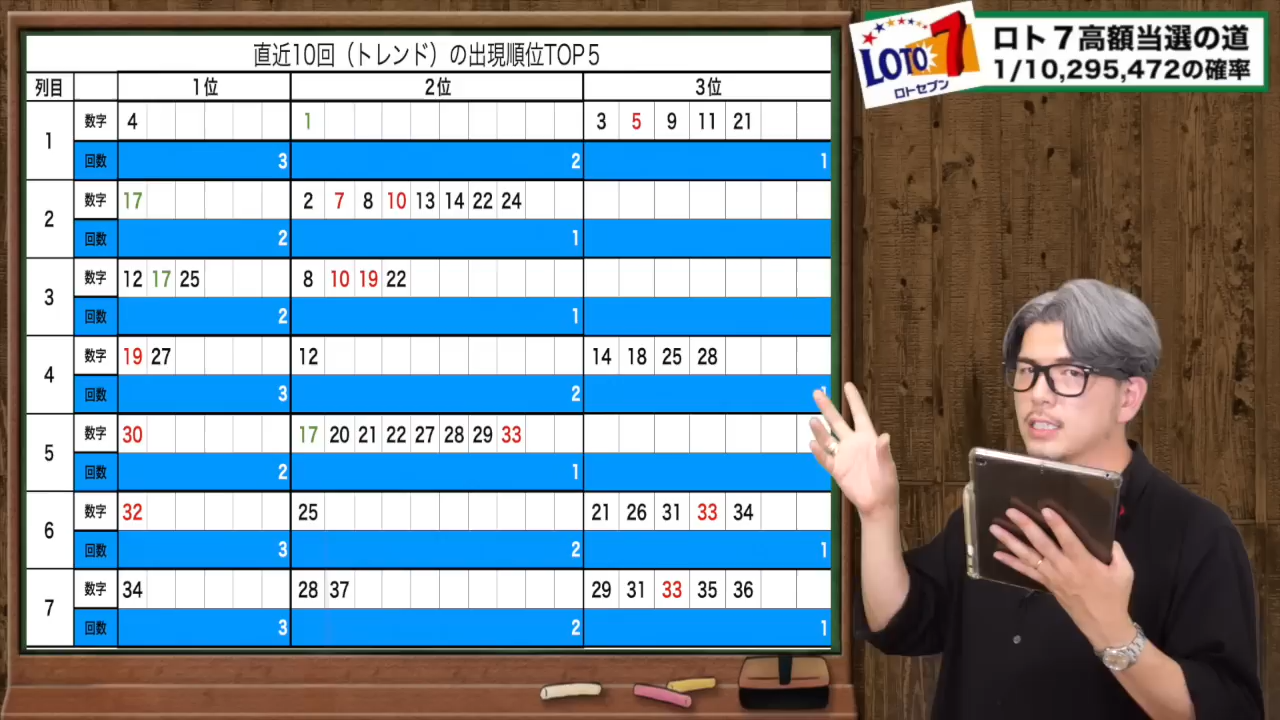 直近10回（トレンド）の出現順位TOP5
列目 1位 2位 3位
1 数字 4 1 3 5 9 11 21
回数 3 2 1
2 数字 17 2 7 8 10 13 14 22 24
回数 2 1
3 数字 12 17 25 8 10 19 22
回数 2 1
4 数字 19 27 12 14 18 25 28
回数 3 2 1
5 数字 30 17 20 21 22 27 28 29 33
回数 2 1
6 数字 32 25 21 26 31 33 34
回数 3 2 1
7 数字 34 28 37 29 31 33 35 36
回数 3 2 1
LOTO 7
ロトセブン
ロト7高額当選の道
1/10,295,472の確率